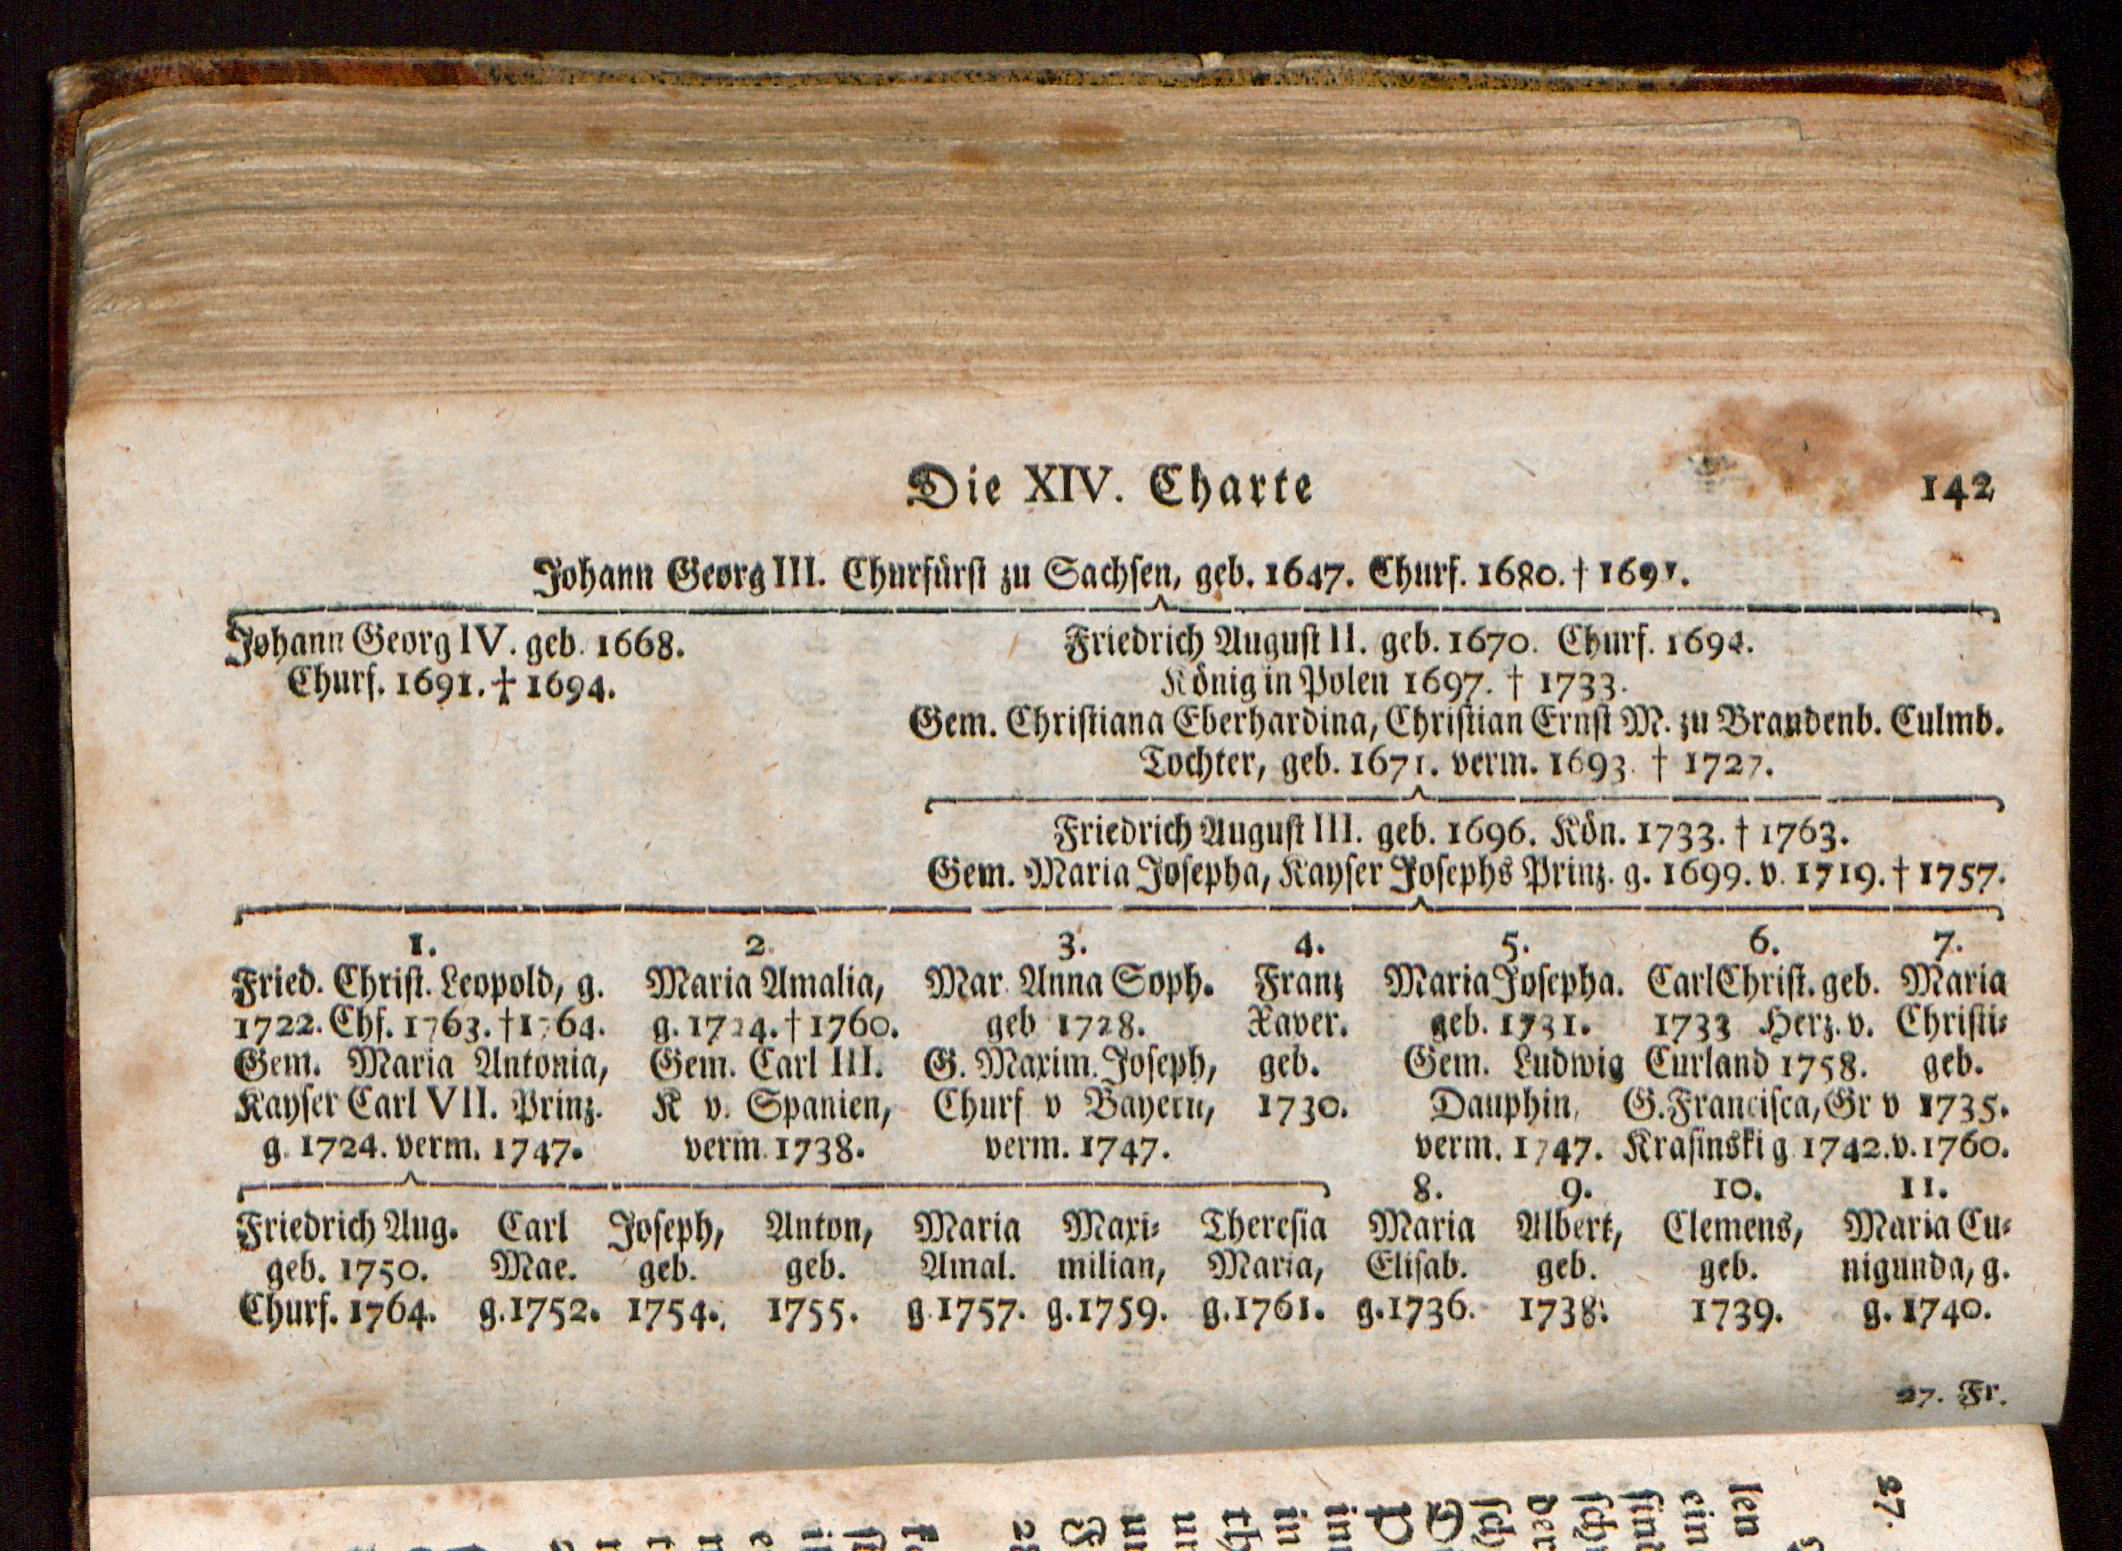 Die XIV. Charte
142
Johann Georg III. Churfürst zu Sachsen, geb. 1647. Churf. 1680. † 1691.
Johann Georg IV. geb. 1668.
Churf. 1691. † 1694.
Friedrich August II. geb. 1670. Churf. 1694.
König in Polen 1697. † 1733.
Gem. Christiana Eberhardina, Christian Ernst M. zu Brandenb. Culmb.
Tochter, geb. 1671. verm. 1693. † 1727.
Friedrich August III. geb. 1696. Kön. 1733. † 1763.
Gem. Maria Josepha, Kayser Josephs Prinz. g. 1699. v. 1719. † 1757.
1.
Fried. Christ. Leopold, g.
1722. Chf. 1763. † 1764.
Gem. Maria Antonia,
Kayser Carl VII. Prinz.
g. 1724. verm. 1747.
2.
Maria Amalia,
g. 1724. † 1760.
Gem. Carl III.
K v. Spanien,
verm. 1738.
3.
Mar. Anna Soph.
geb 1728.
G. Maxim. Joseph,
Churf v Bayern,
verm. 1747.
4.
Franz
Xaver.
geb.
1730.
5.
Maria Josepha.
geb. 1731.
Gem. Ludwig
Dauphin,
verm. 1747.
6.
Carl Christ. geb.
1733 Herz. v.
Curland 1758.
G. Francisca, Gr v
Krasinski g 1742. v. 1760.
7.
Maria
Christi-
geb.
1735.
Friedrich Aug.
geb. 1750.
Churf. 1764.
Carl
Max.
g. 1752.
Joseph,
geb.
1754.
Anton,
geb.
1755.
Maria
Amal.
g. 1757.
Maxi-
milian,
g. 1759.
Theresia
Maria,
g. 1761.
8.
Maria
Elisab.
g. 1736.
9.
Albert,
geb.
1738.
10.
Clemens,
geb.
1739.
11.
Maria Cu-
nigunda, g.
g. 1740.
27. Fr.
27.